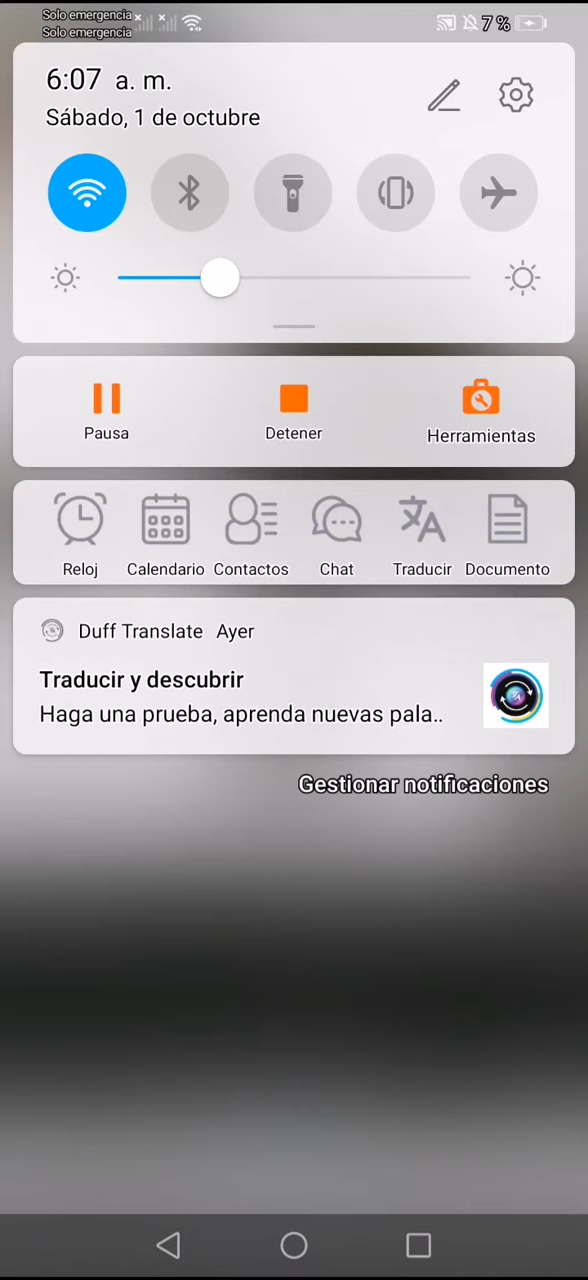 Solo emergencia
Solo emergencia
7 %
6:07 a. m.
Sábado, 1 de octubre
Pausa
Detener
Herramientas
Reloj
Calendario
Contactos
Chat
Traducir
Documento
Duff Translate Ayer
Traducir y descubrir
Haga una prueba, aprenda nuevas pala..
Gestionar notificaciones